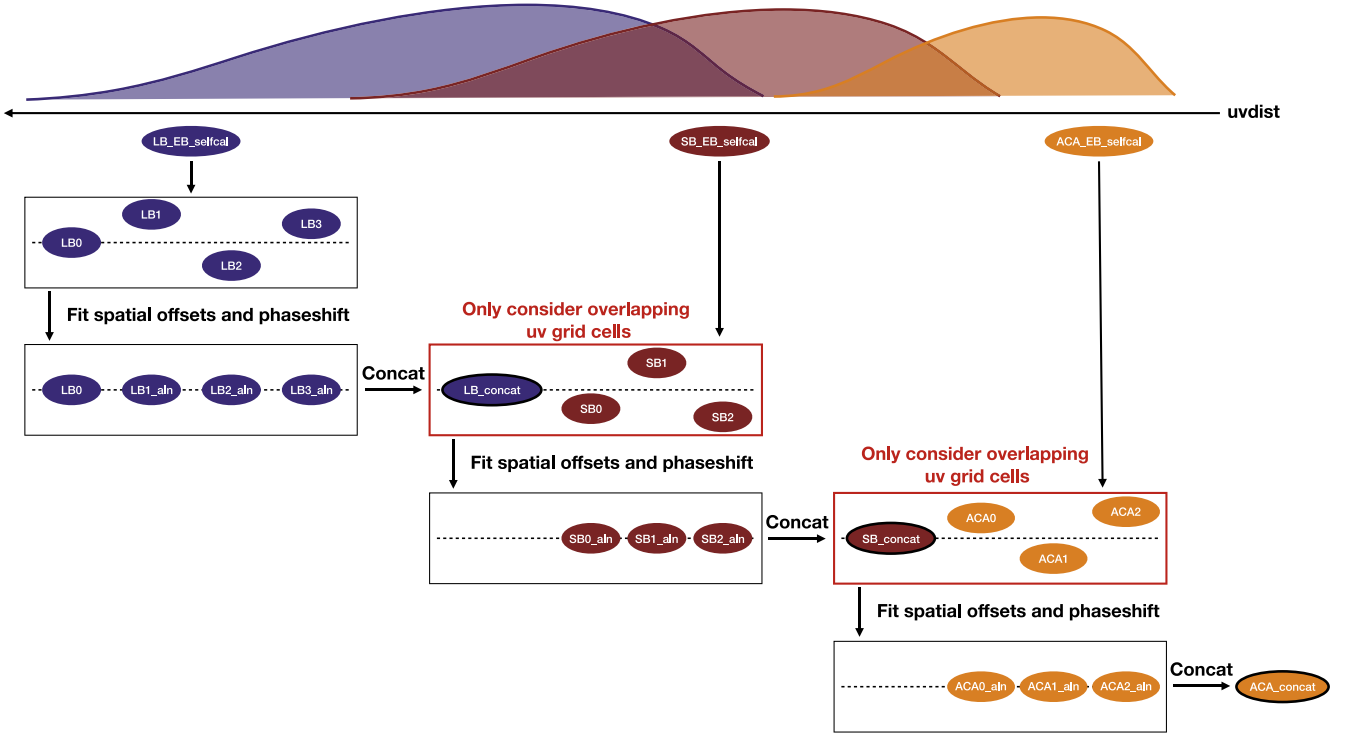 uvdist
LB_EB_selfcal
SB_EB_selfcal
ACA_EB_selfcal
LB0
LB1
LB2
LB3
Fit spatial offsets and phaseshift
LB0
LB1_aln
LB2_aln
LB3_aln
Concat
Only consider overlapping
uv grid cells
LB_concat
SB0
SB1
SB2
Fit spatial offsets and phaseshift
SB0_aln
SB1_aln
SB2_aln
Concat
Only consider overlapping
uv grid cells
SB_concat
ACA0
ACA1
ACA2
Fit spatial offsets and phaseshift
ACA0_aln
ACA1_aln
ACA2_aln
Concat
ACA_concat